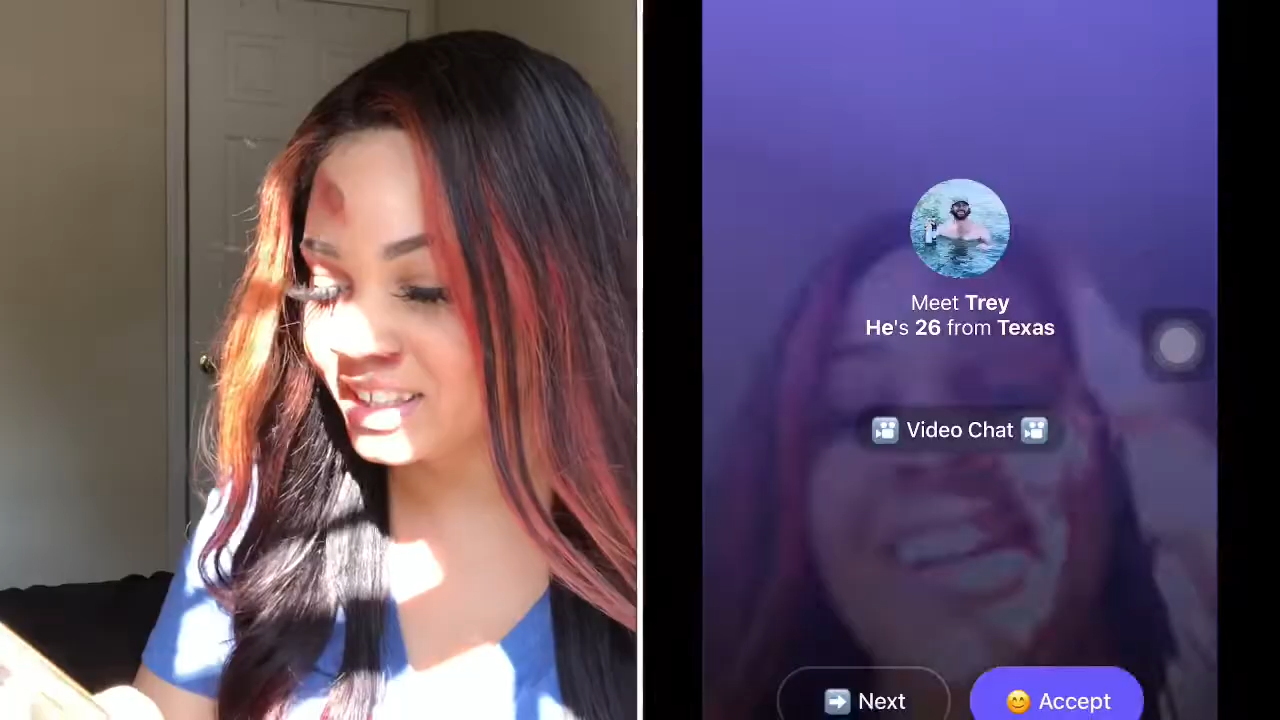 Meet Trey
He's 26 from Texas
🎦 Video Chat 🎦
➡️ Next
😊 Accept